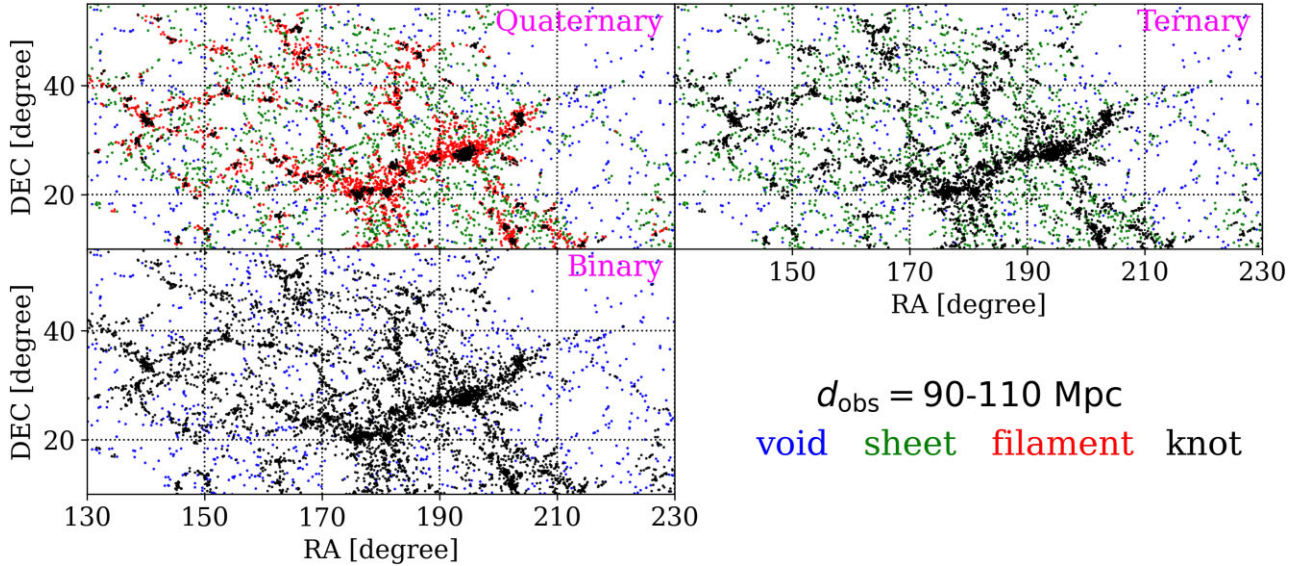 Quaternary
Ternary
DEC [degree]
40
20
130
150
170
190
210
230
RA [degree]
Binary
DEC [degree]
40
20
130
150
170
190
210
230
RA [degree]
d_obs = 90-110 Mpc
void sheet filament knot